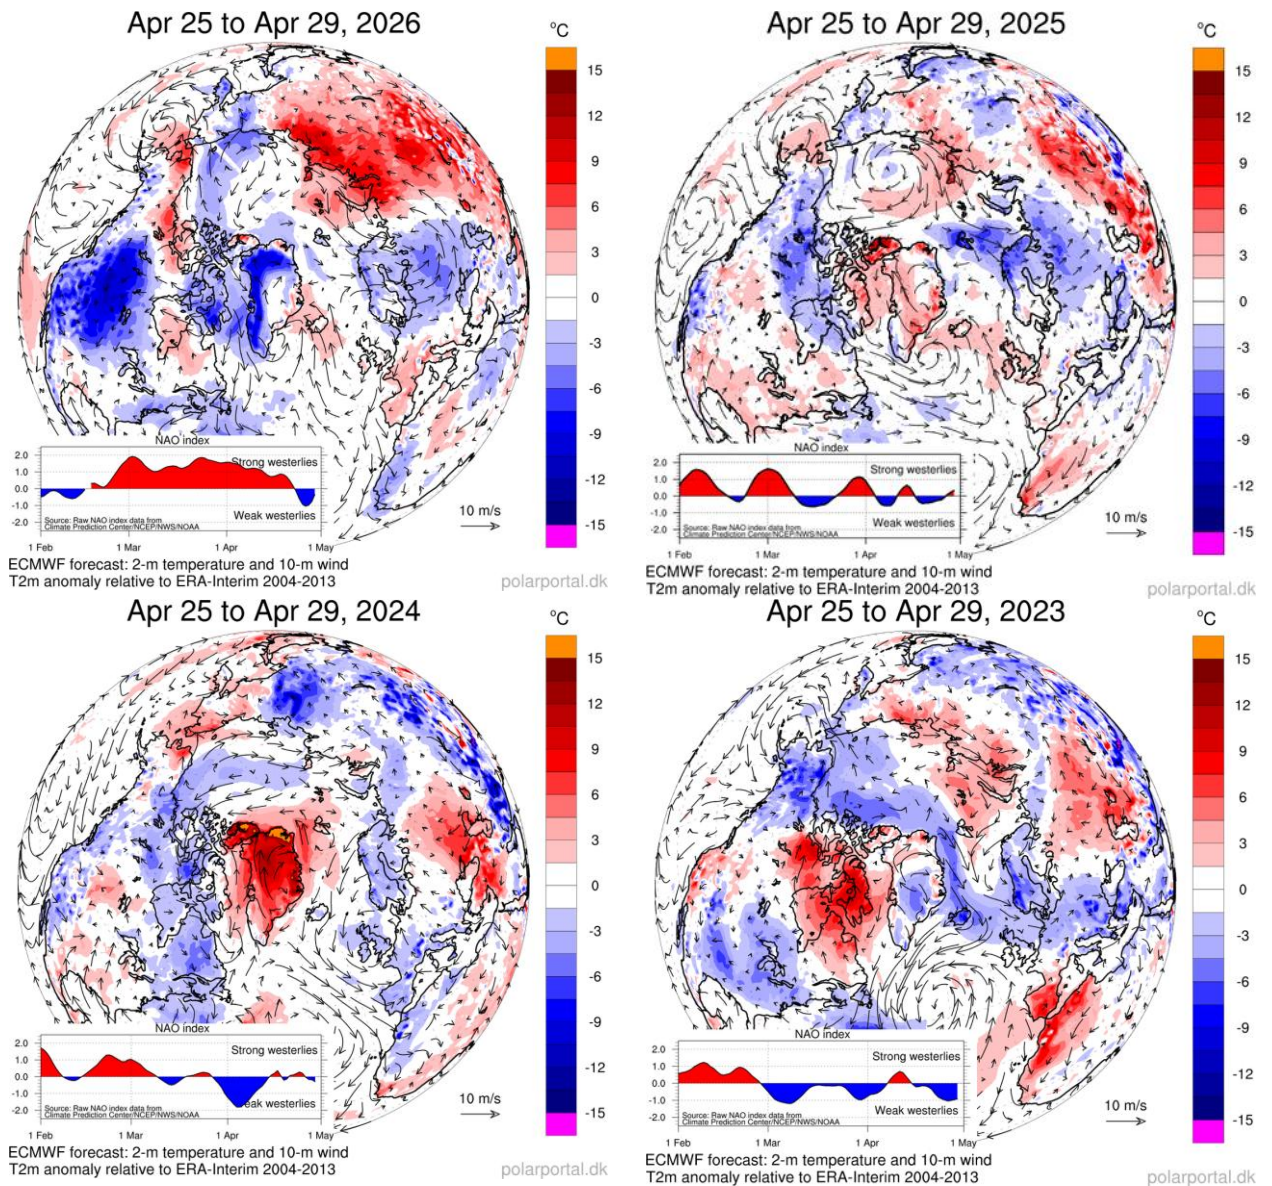 Apr 25 to Apr 29, 2026
°C
15
12
9
6
3
0
-3
-6
-9
-12
-15
NAO index
2.0
1.0
0.0
-1.0
-2.0
Strong westerlies
Weak westerlies
Source: Raw NAO index data from
Climate Prediction Center/NCEP/NWS/NOAA
1 Feb
1 Mar
1 Apr
1 May
10 m/s
ECMWF forecast: 2-m temperature and 10-m wind
T2m anomaly relative to ERA-Interim 2004-2013
polarportal.dk
Apr 25 to Apr 29, 2025
°C
15
12
9
6
3
0
-3
-6
-9
-12
-15
NAO index
2.0
1.0
0.0
-1.0
-2.0
Strong westerlies
Weak westerlies
Source: Raw NAO index data from
Climate Prediction Center/NCEP/NWS/NOAA
1 Feb
1 Mar
1 Apr
1 May
10 m/s
ECMWF forecast: 2-m temperature and 10-m wind
T2m anomaly relative to ERA-Interim 2004-2013
polarportal.dk
Apr 25 to Apr 29, 2024
°C
15
12
9
6
3
0
-3
-6
-9
-12
-15
NAO index
2.0
1.0
0.0
-1.0
-2.0
Strong westerlies
Weak westerlies
Source: Raw NAO index data from
Climate Prediction Center/NCEP/NWS/NOAA
1 Feb
1 Mar
1 Apr
1 May
10 m/s
ECMWF forecast: 2-m temperature and 10-m wind
T2m anomaly relative to ERA-Interim 2004-2013
polarportal.dk
Apr 25 to Apr 29, 2023
°C
15
12
9
6
3
0
-3
-6
-9
-12
-15
NAO index
2.0
1.0
0.0
-1.0
-2.0
Strong westerlies
Weak westerlies
Source: Raw NAO index data from
Climate Prediction Center/NCEP/NWS/NOAA
1 Feb
1 Mar
1 Apr
1 May
10 m/s
ECMWF forecast: 2-m temperature and 10-m wind
T2m anomaly relative to ERA-Interim 2004-2013
polarportal.dk